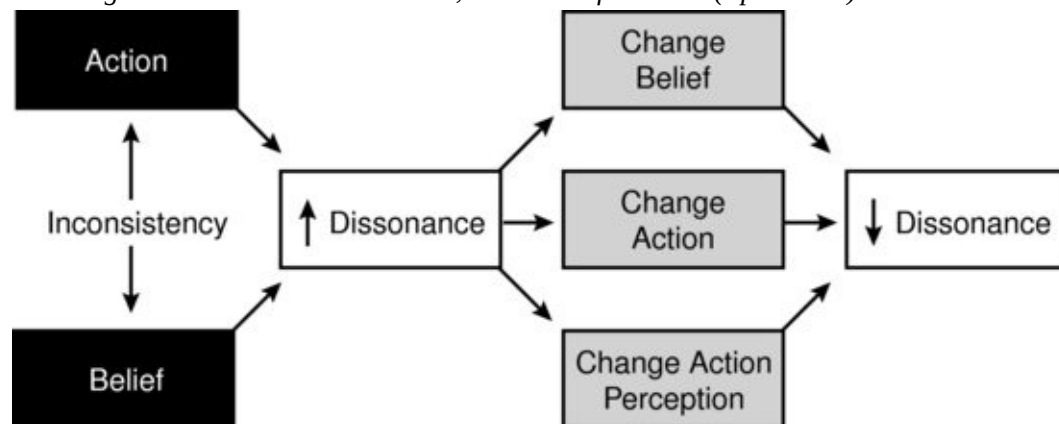 Action
Inconsistency
Belief
↑ Dissonance
Change
Belief
Change
Action
Change Action
Perception
↓ Dissonance